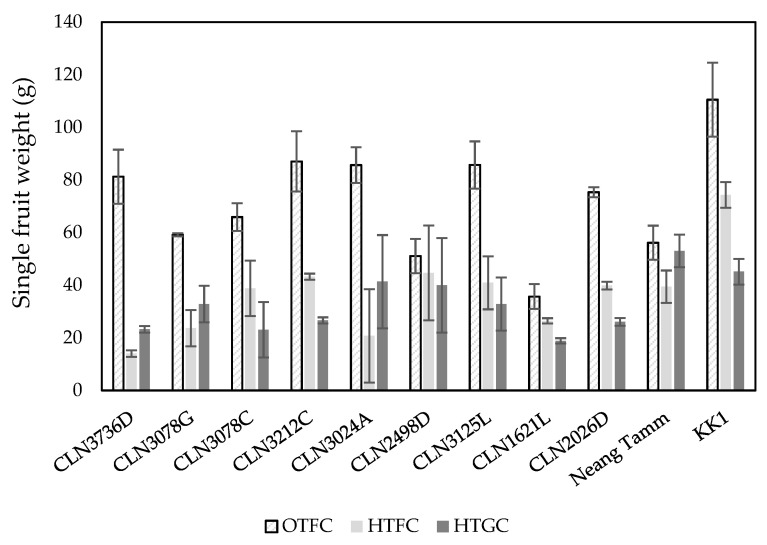 140
120
100
80
60
40
20
0
Single fruit weight (g)
CLN3736D
CLN3078G
CLN3078C
CLN3212C
CLN3024A
CLN2498D
CLN3125L
CLN1621L
CLN2026D
Neang Tamm
KK1
OTFC HTFC HTGC